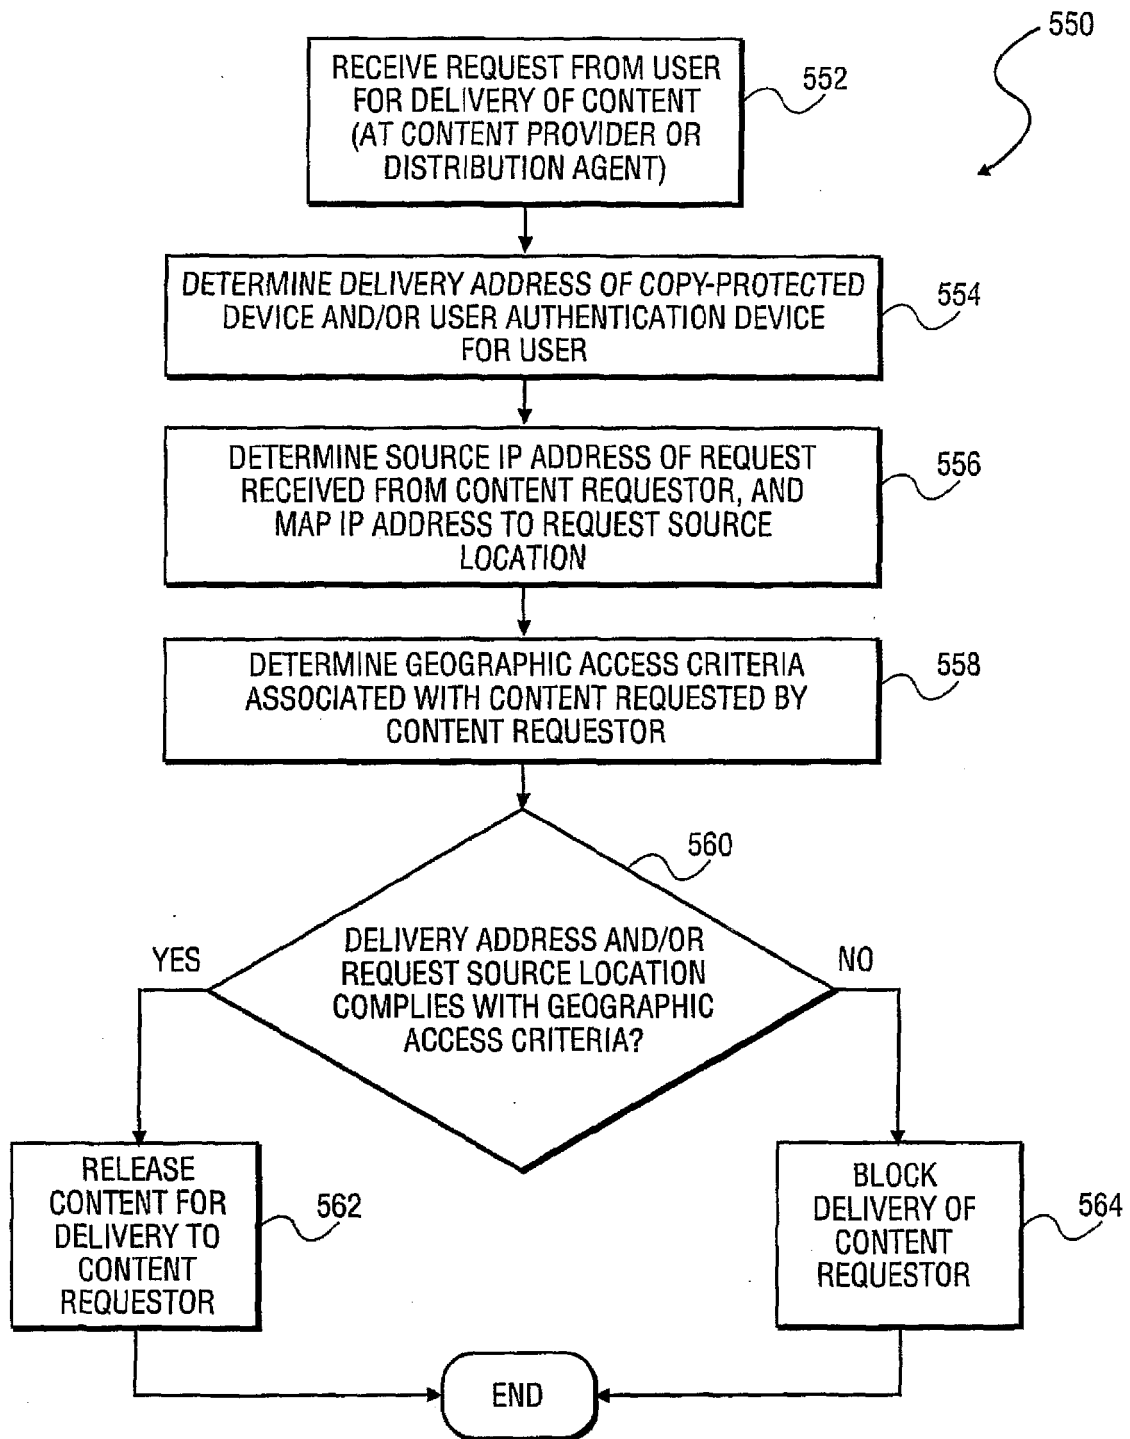 550
RECEIVE REQUEST FROM USER
FOR DELIVERY OF CONTENT
(AT CONTENT PROVIDER OR
DISTRIBUTION AGENT)
552
DETERMINE DELIVERY ADDRESS OF COPY-PROTECTED
DEVICE AND/OR USER AUTHENTICATION DEVICE
FOR USER
554
DETERMINE SOURCE IP ADDRESS OF REQUEST
RECEIVED FROM CONTENT REQUESTOR, AND
MAP IP ADDRESS TO REQUEST SOURCE
LOCATION
556
DETERMINE GEOGRAPHIC ACCESS CRITERIA
ASSOCIATED WITH CONTENT REQUESTED BY
CONTENT REQUESTOR
558
560
DELIVERY ADDRESS AND/OR
REQUEST SOURCE LOCATION
COMPLIES WITH GEOGRAPHIC
ACCESS CRITERIA?
YES
NO
RELEASE
CONTENT FOR
DELIVERY TO
CONTENT
REQUESTOR
562
BLOCK
DELIVERY OF
CONTENT
REQUESTOR
564
END